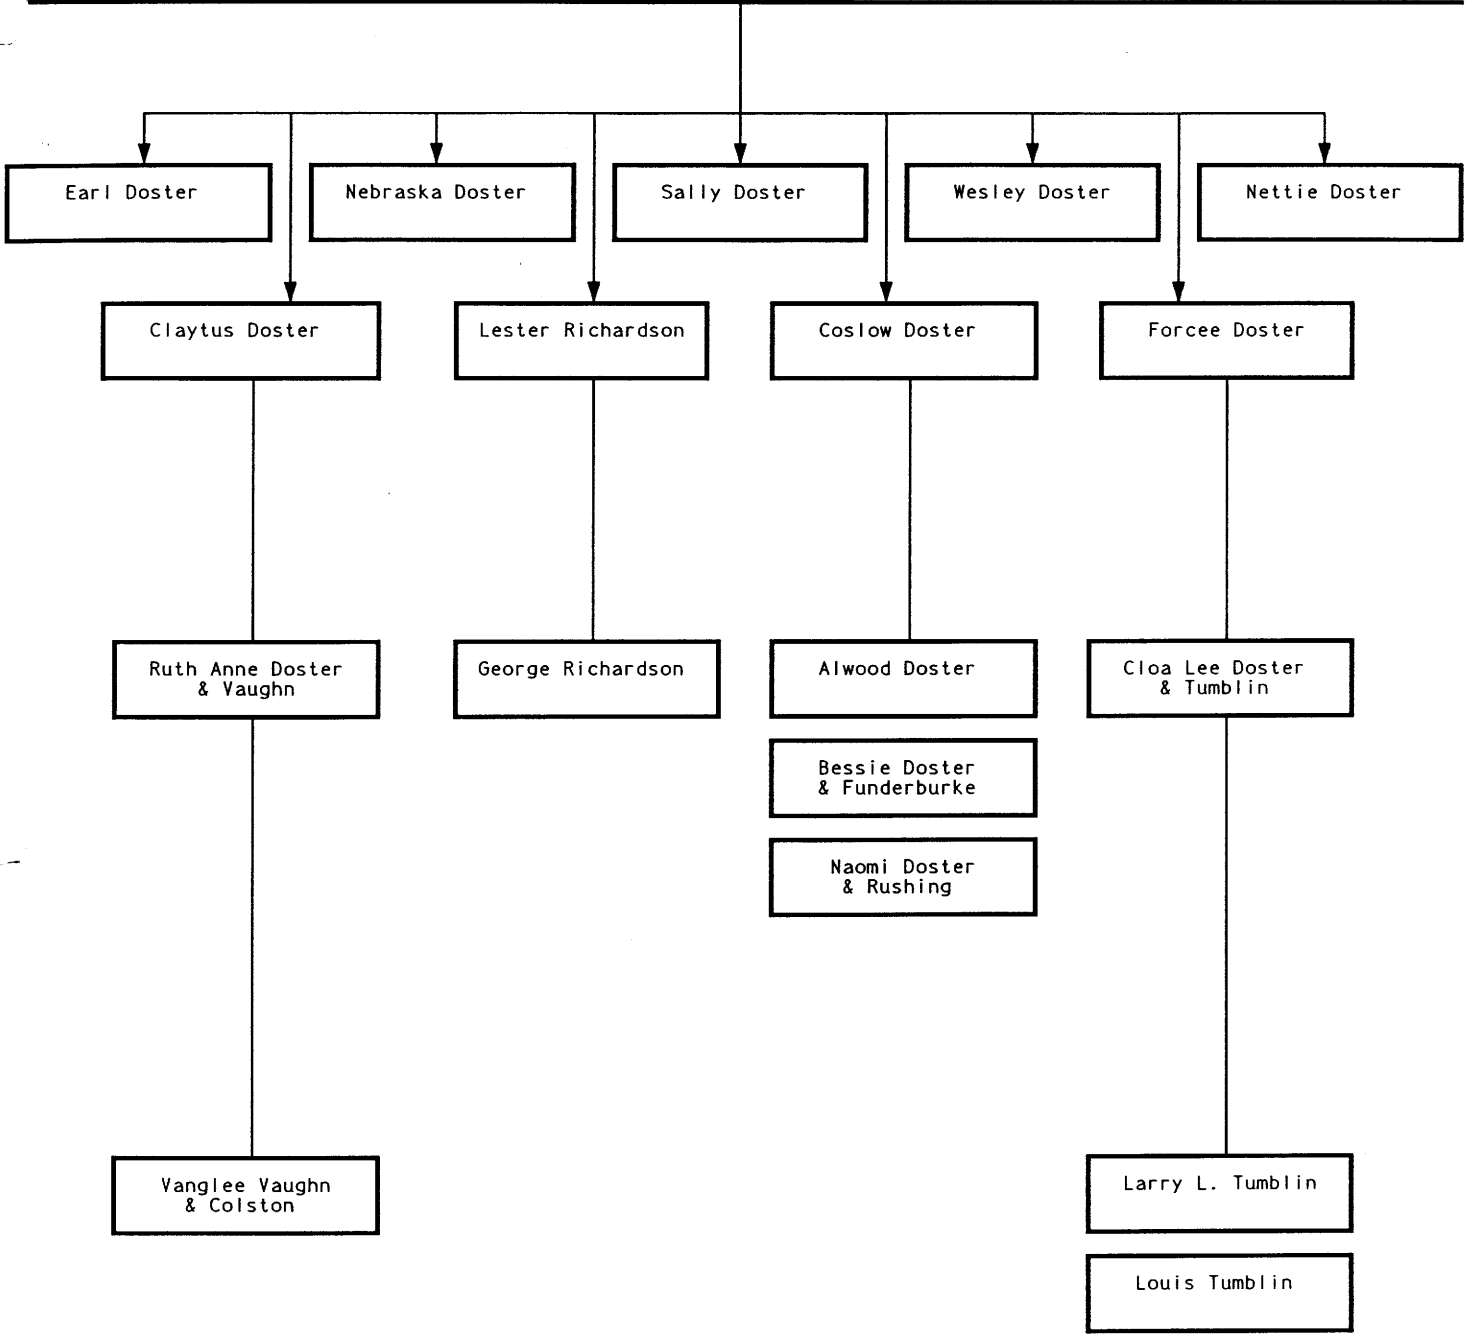 Earl Doster
Nebraska Doster
Sally Doster
Wesley Doster
Nettie Doster
Claytus Doster
Lester Richardson
Coslow Doster
Forcee Doster
Ruth Anne Doster
& Vaughn
George Richardson
Alwood Doster
Cloa Lee Doster
& Tumblin
Bessie Doster
& Funderburke
Naomi Doster
& Rushing
Vanglee Vaughn
& Colston
Larry L. Tumblin
Louis Tumblin